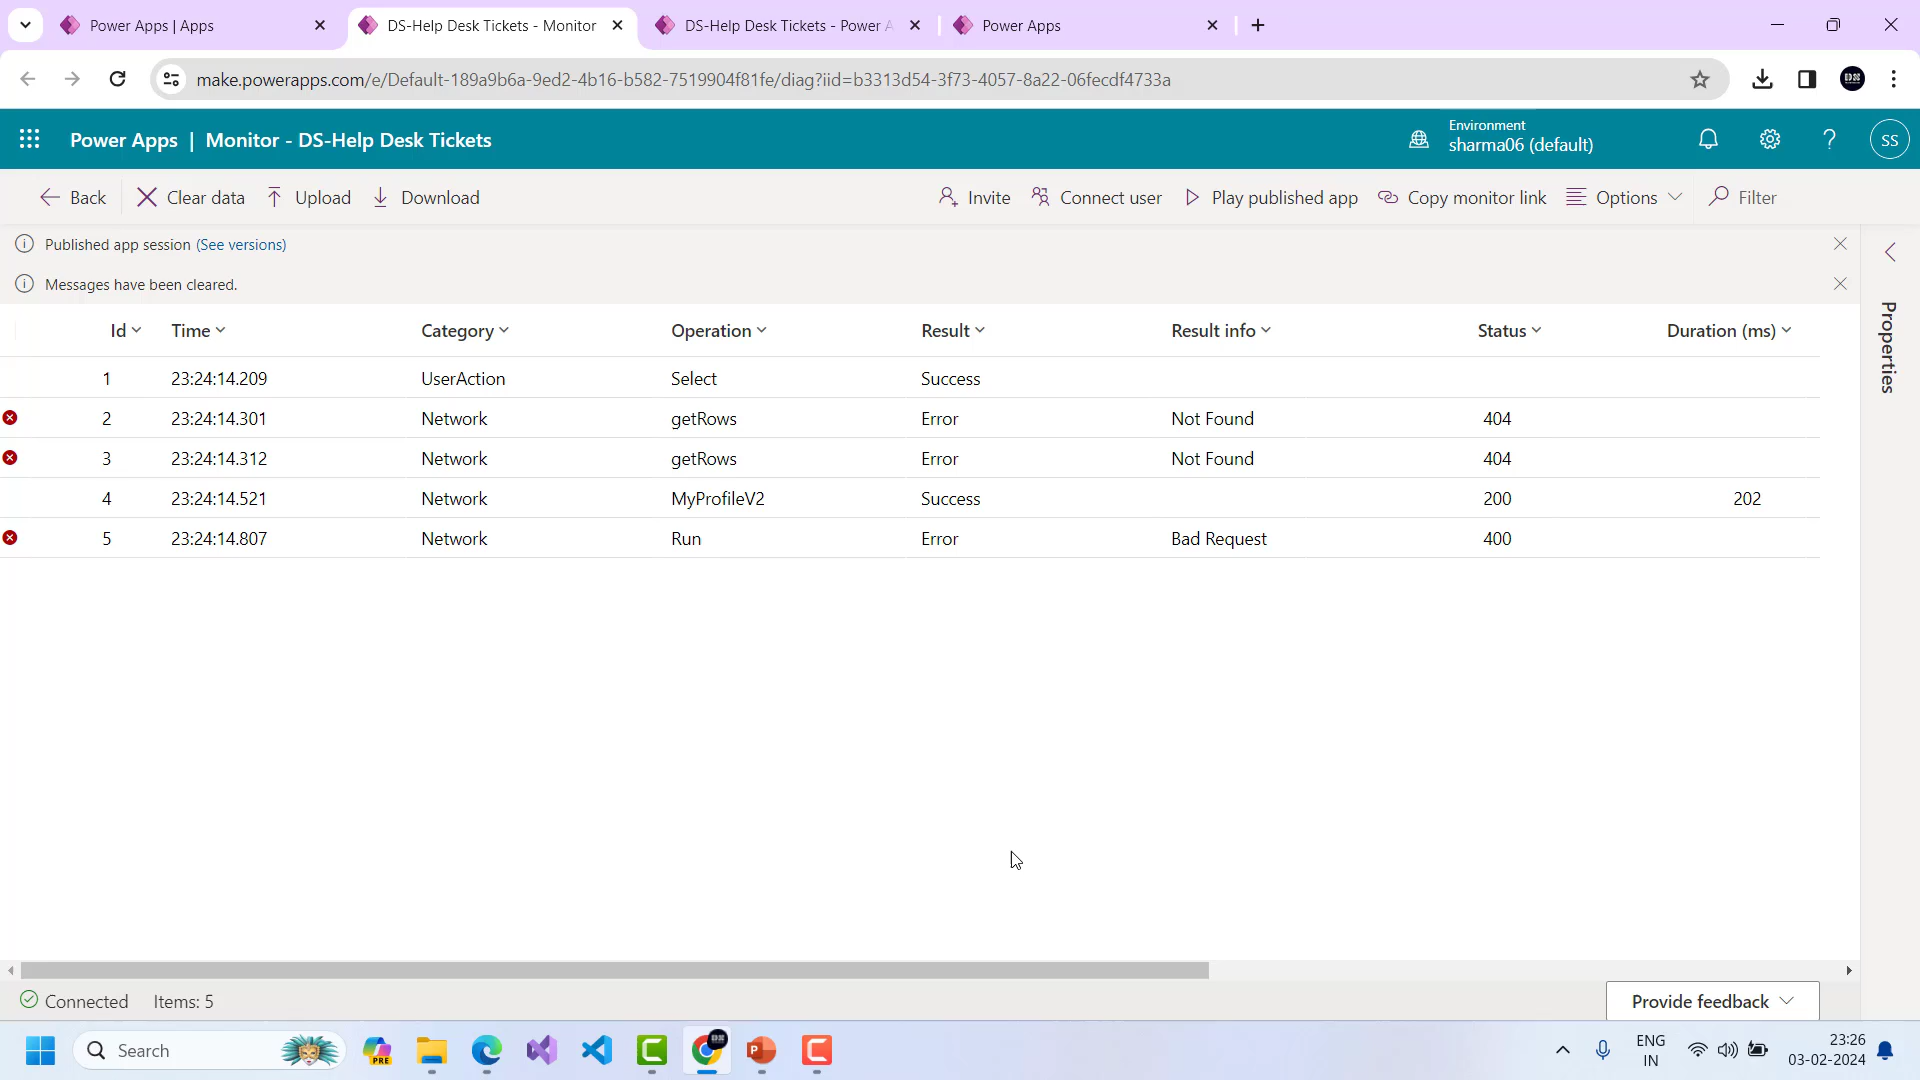 Power Apps | Apps
DS-Help Desk Tickets - Monitor
DS-Help Desk Tickets - Power A
Power Apps
make.powerapps.com/e/Default-189a9b6a-9ed2-4b16-b582-7519904f81fe/diag?iid=b3313d54-3f73-4057-8a22-06fecdf4733a
Power Apps | Monitor - DS-Help Desk Tickets
Environment
sharma06 (default)
SS
Back
Clear data
Upload
Download
Invite
Connect user
Play published app
Copy monitor link
Options
Filter
Published app session (See versions)
Messages have been cleared.
Properties
Id Time Category Operation Result Result info Status Duration (ms)
1 23:24:14.209 UserAction Select Success
2 23:24:14.301 Network getRows Error Not Found 404
3 23:24:14.312 Network getRows Error Not Found 404
4 23:24:14.521 Network MyProfileV2 Success 200 202
5 23:24:14.807 Network Run Error Bad Request 400
Connected Items: 5
Provide feedback
Search
PRE
ENG
IN
23:26
03-02-2024